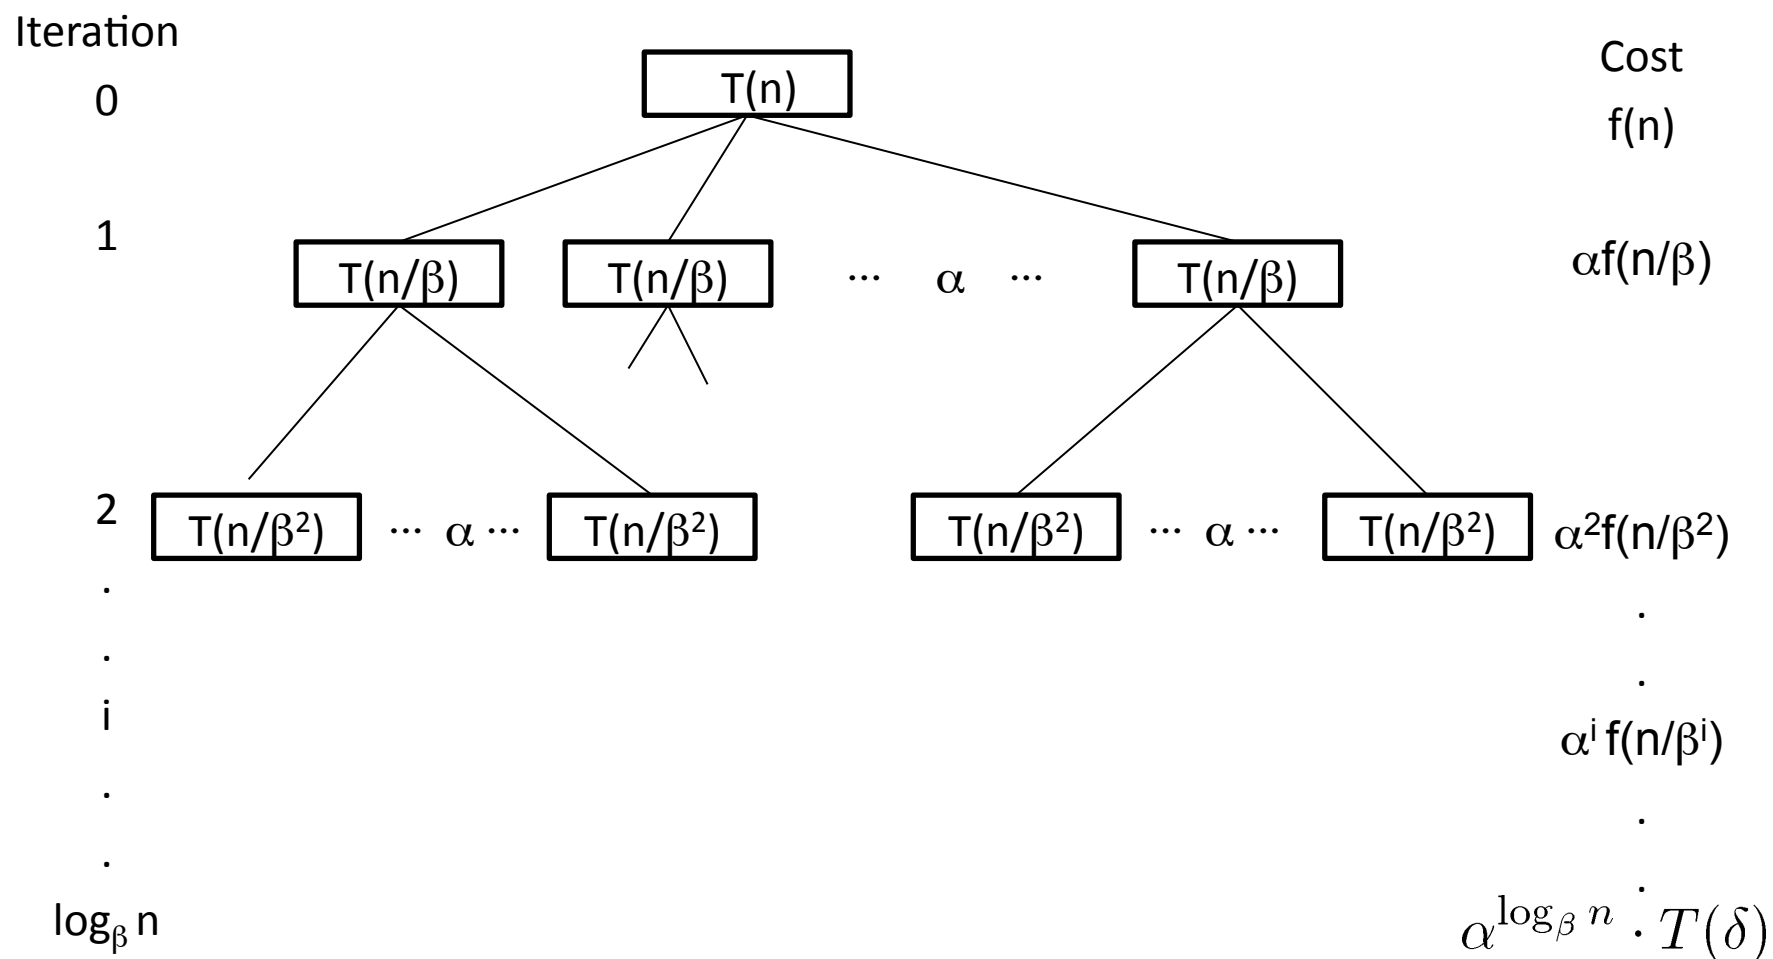 Iteration
Cost
0
T(n)
f(n)
1
T(n/β)
T(n/β)
... α ...
T(n/β)
αf(n/β)
2
T(n/β²)
... α ...
T(n/β²)
T(n/β²)
... α ...
T(n/β²)
α²f(n/β²)
.
.
.
.
i
αⁱ f(n/βⁱ)
.
.
.
.
log_β n
α^{log_β n} · T(δ)